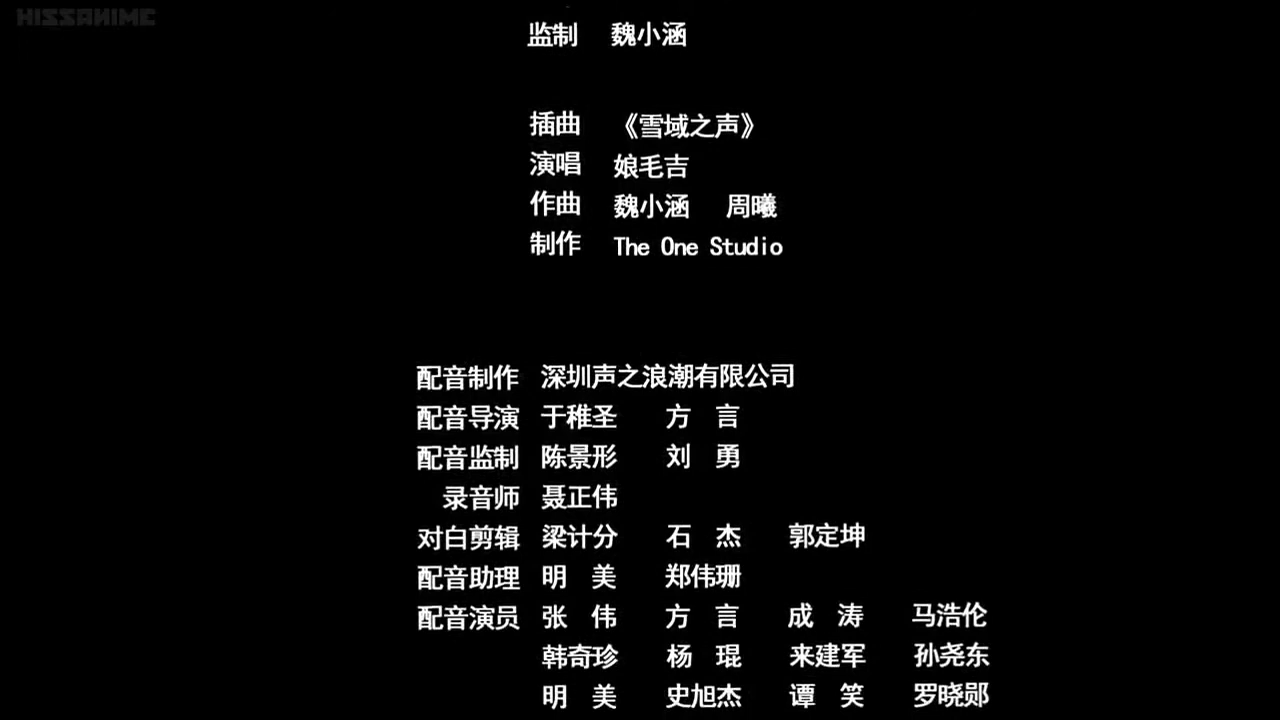 KISSANIME
监制 魏小涵
插曲 《雪域之声》
演唱 娘毛吉
作曲 魏小涵 周曦
制作 The One Studio
配音制作 深圳声之浪潮有限公司
配音导演 于稚圣 方 言
配音监制 陈景形 刘 勇
录音师 聂正伟
对白剪辑 梁计分 石 杰 郭定坤
配音助理 明 美 郑伟珊
配音演员 张 伟 方 言 成 涛 马浩伦
韩奇珍 杨 琨 来建军 孙尧东
明 美 史旭杰 谭 笑 罗晓郧